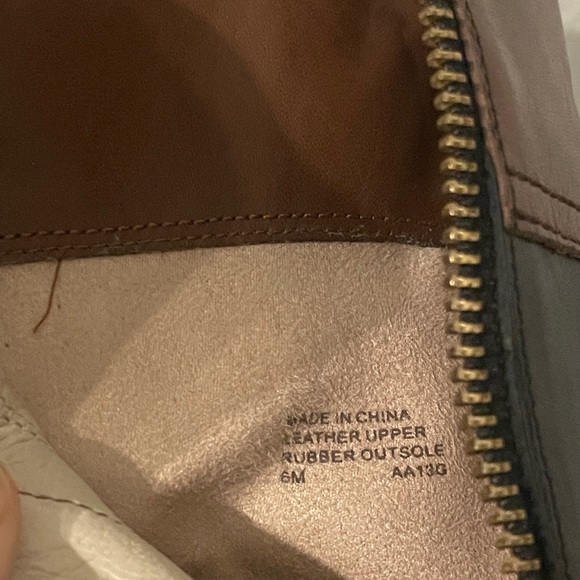 MADE IN CHINA
LEATHER UPPER
RUBBER OUTSOLE
6M AA13G